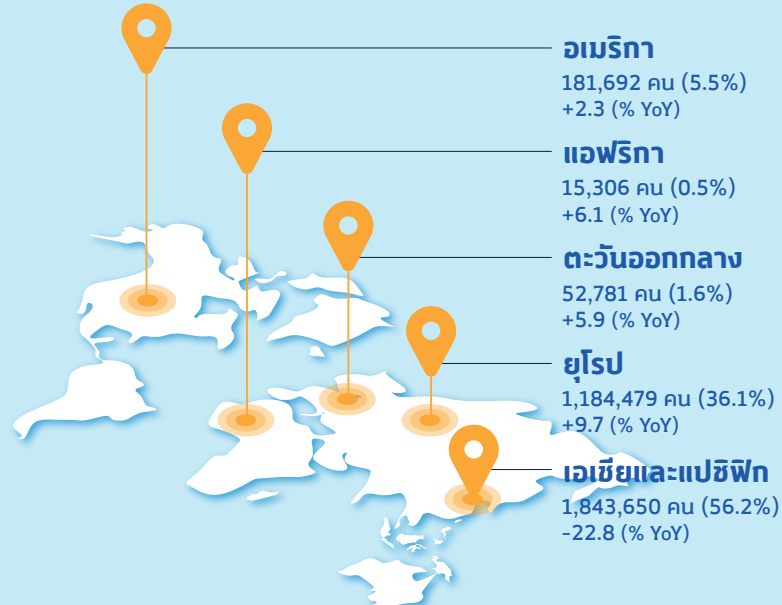 อเมริกา
181,692 คน (5.5%)
+2.3 (% YoY)
แอฟริกา
15,306 คน (0.5%)
+6.1 (% YoY)
ตะวันออกกลาง
52,781 คน (1.6%)
+5.9 (% YoY)
ยุโรป
1,184,479 คน (36.1%)
+9.7 (% YoY)
เอเชียและแปซิฟิก
1,843,650 คน (56.2%)
-22.8 (% YoY)